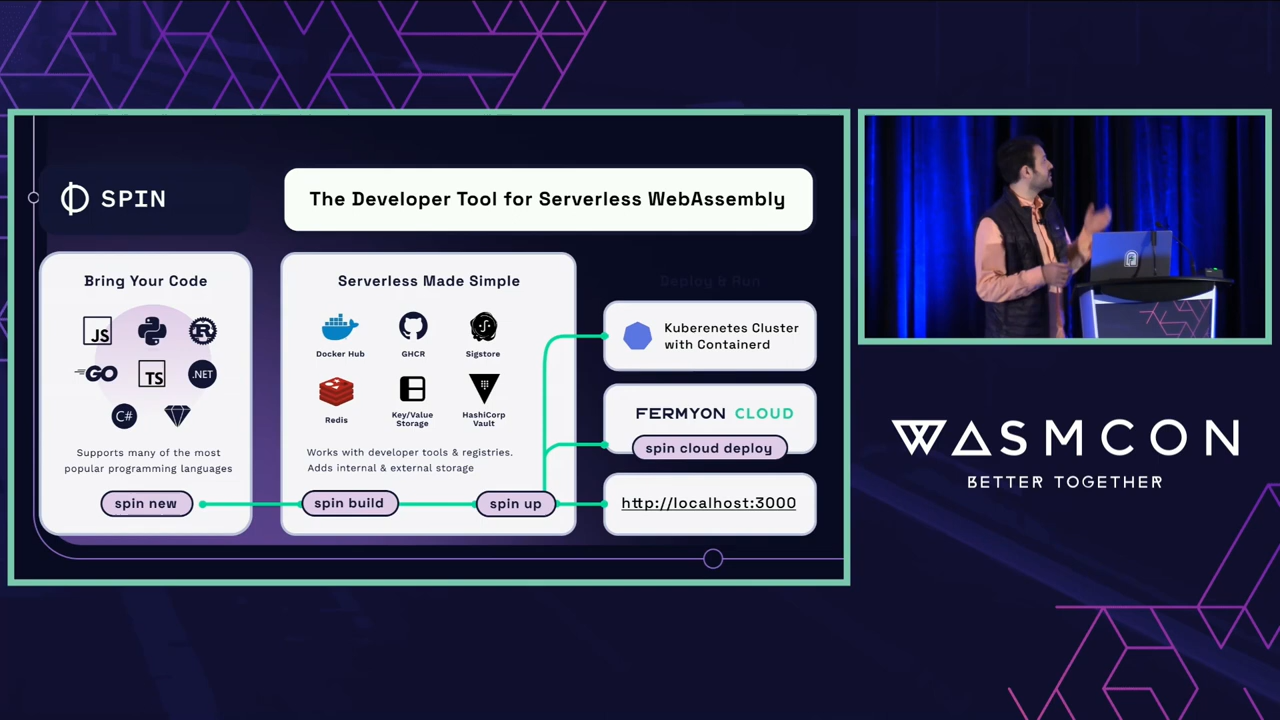 SPIN
The Developer Tool for Serverless WebAssembly
Bring Your Code
JS
GO
TS
.NET
C#
Supports many of the most
popular programming languages
spin new
Serverless Made Simple
Docker Hub
GHCR
Sigstore
Redis
Key/Value
Storage
HashiCorp
Vault
Works with developer tools & registries.
Adds internal & external storage
spin build
spin up
Deploy & Run
Kuberenetes Cluster
with Containerd
FERMYON CLOUD
spin cloud deploy
http://localhost:3000
WASMCON
BETTER TOGETHER